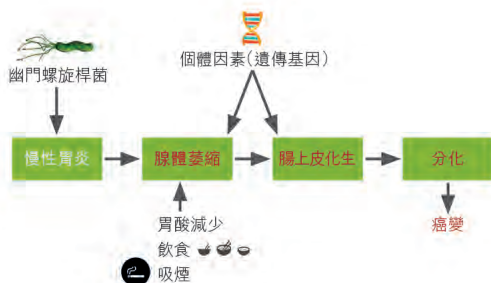 幽門螺旋桿菌
個體因素(遺傳基因)
慢性胃炎
腺體萎縮
腸上皮化生
分化
胃酸減少
飲食
吸煙
癌變